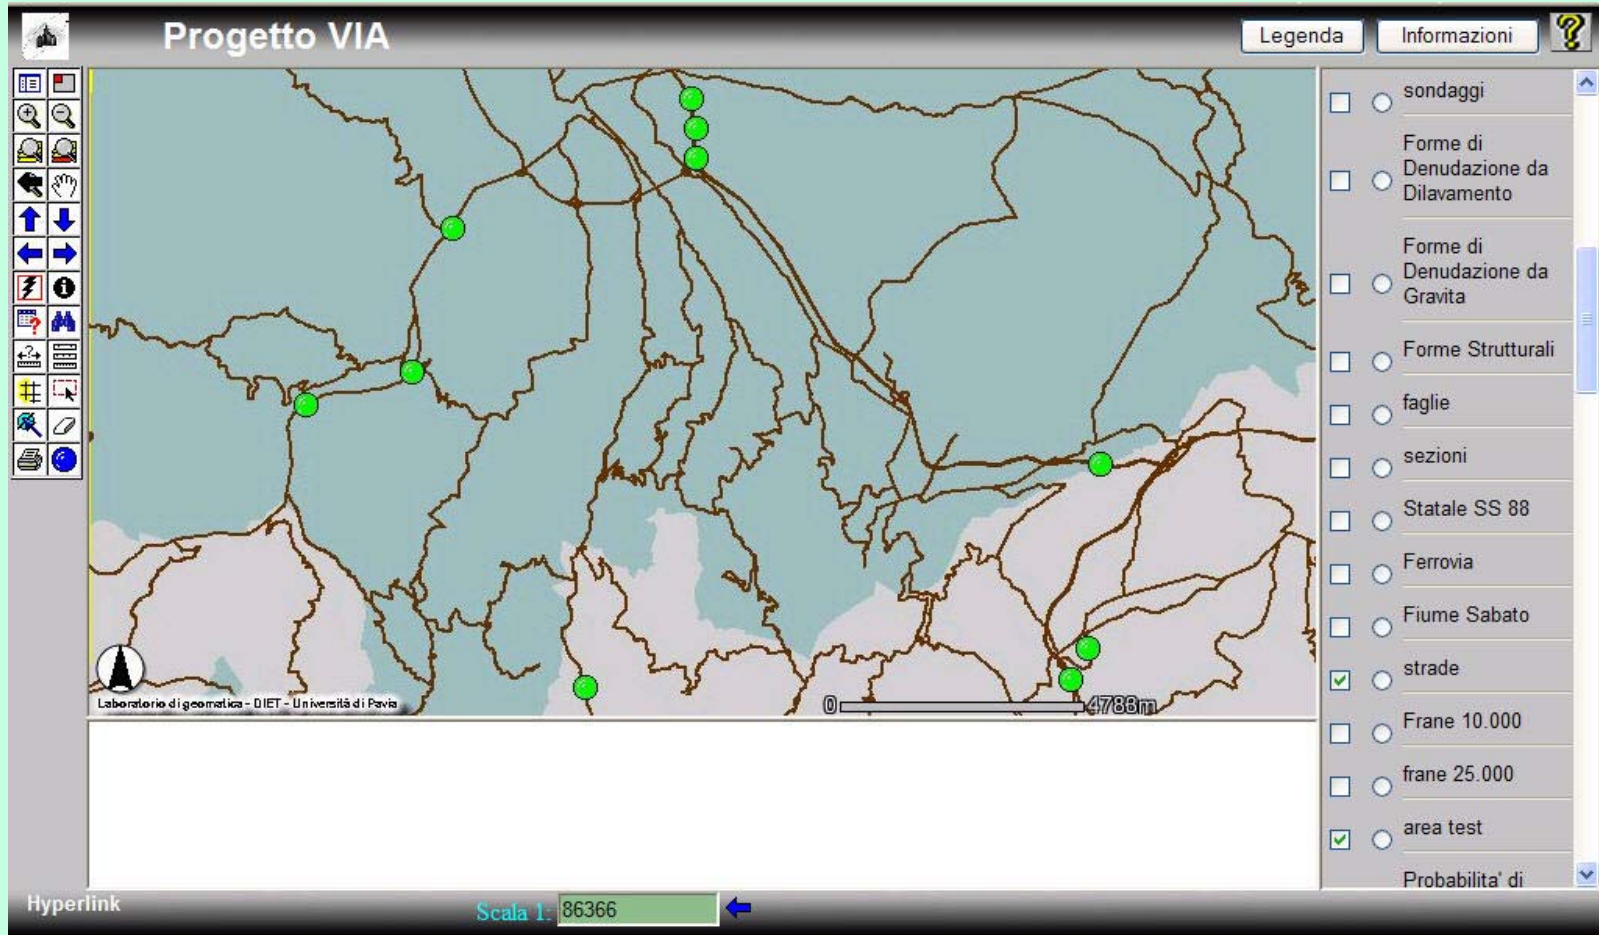 Progetto VIA
Legenda
Informazioni
sondaggi
Forme di
Denudazione da
Dilavamento
Forme di
Denudazione da
Gravita
Forme Strutturali
faglie
sezioni
Statale SS 88
Ferrovia
Fiume Sabato
strade
Frane 10.000
frane 25.000
area test
Probabilita' di
Laboratorio di geomatica - DIET - Università di Pavia
0 4788m
Hyperlink
Scala 1: 86366